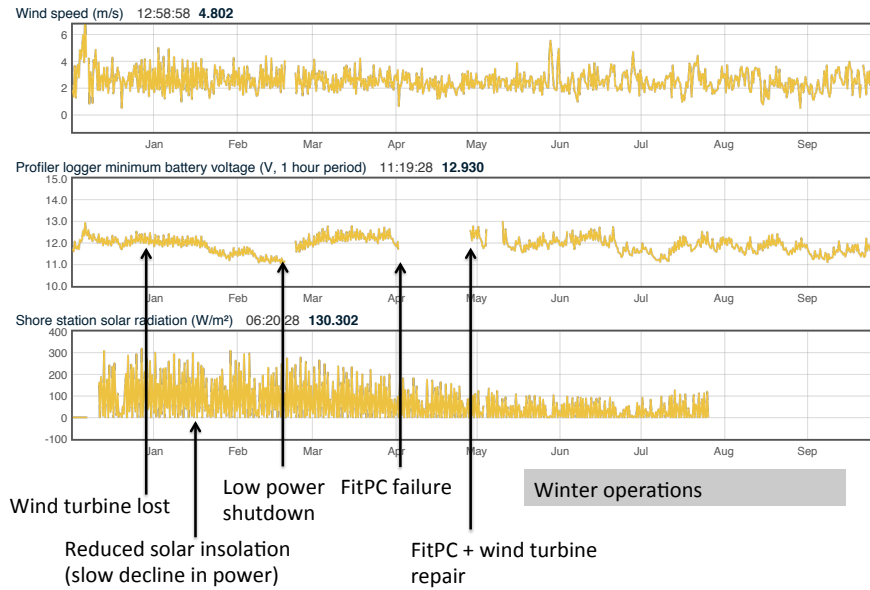 Wind speed (m/s) 12:58:58 4.802
6
4
2
0
Jan Feb Mar Apr May Jun Jul Aug Sep
Profiler logger minimum battery voltage (V, 1 hour period) 11:19:28 12.930
15.0
14.0
13.0
12.0
11.0
10.0
Jan Feb Mar Apr May Jun Jul Aug Sep
Shore station solar radiation (W/m²) 06:20:28 130.302
400
300
200
100
0
-100
Jan Feb Mar Apr May Jun Jul Aug Sep
Wind turbine lost
Reduced solar insolation
(slow decline in power)
Low power
shutdown
FitPC failure
FitPC + wind turbine
repair
Winter operations